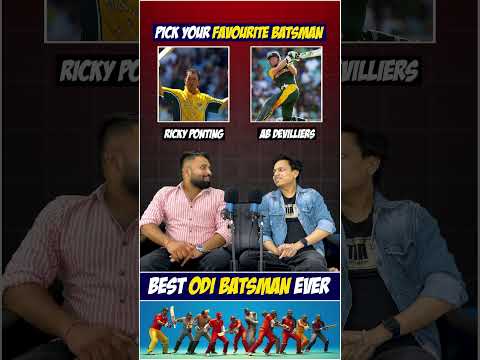 PICK YOUR FAVOURITE BATSMAN
RICKY PONTING
AB DEVILLIERS
BEST ODI BATSMAN EVER